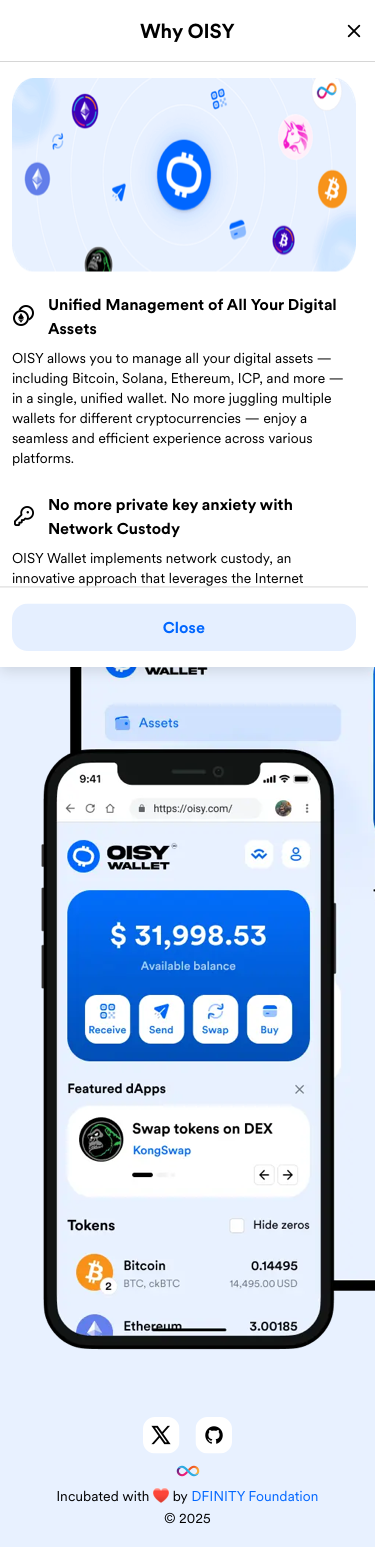 Why OISY
Unified Management of All Your Digital
Assets
OISY allows you to manage all your digital assets —
including Bitcoin, Solana, Ethereum, ICP, and more —
in a single, unified wallet. No more juggling multiple
wallets for different cryptocurrencies — enjoy a
seamless and efficient experience across various
platforms.
No more private key anxiety with
Network Custody
OISY Wallet implements network custody, an
innovative approach that leverages the Internet
Close
WALLET
Assets
9:41
https://oisy.com/
OISY
WALLET
$ 31,998.53
Available balance
Receive Send Swap Buy
Featured dApps
Swap tokens on DEX
KongSwap
Tokens Hide zeros
Bitcoin 0.14495
BTC, ckBTC 14,495.00 USD
2
Ethereum 3.00185
Incubated with ❤️ by DFINITY Foundation
© 2025